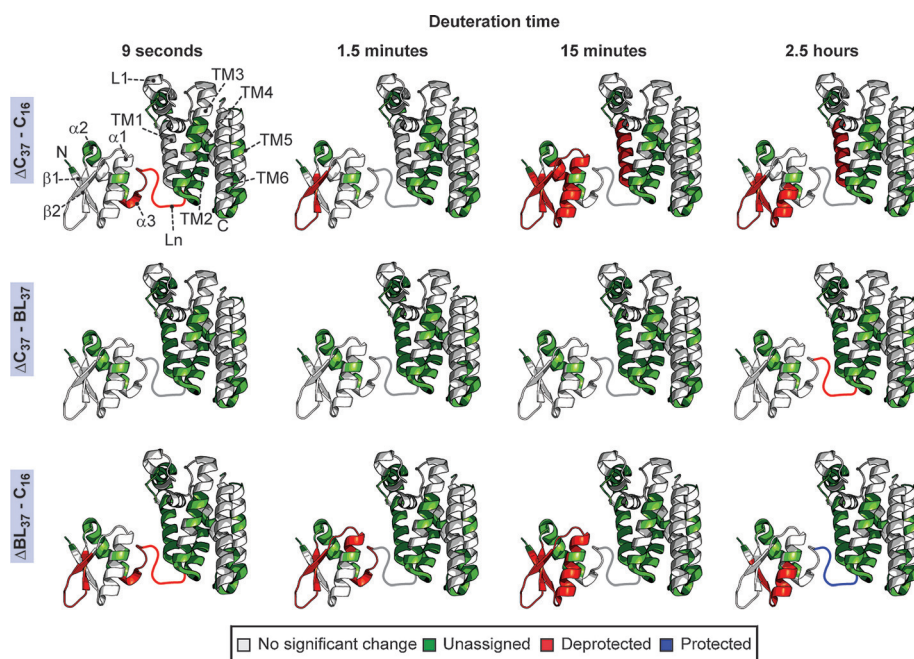 Deuteration time
9 seconds 1.5 minutes 15 minutes 2.5 hours
ΔC37 - C16
L1
TM3
TM4
TM1
α2
α1
N
TM5
β1
TM6
β2
α3
TM2
C
Ln
ΔC37 - BL37
ΔBL37 - C16
No significant change Unassigned Deprotected Protected